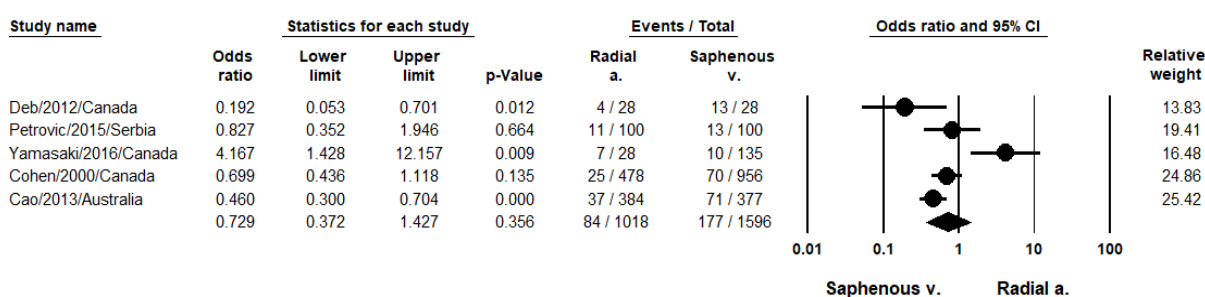 Study name Statistics for each study Events / Total Odds ratio and 95% CI
Odds Lower Upper Radial Saphenous Relative
ratio limit limit p-Value a. v. weight
Deb/2012/Canada 0.192 0.053 0.701 0.012 4 / 28 13 / 28 13.83
Petrovic/2015/Serbia 0.827 0.352 1.946 0.664 11 / 100 13 / 100 19.41
Yamasaki/2016/Canada 4.167 1.428 12.157 0.009 7 / 28 10 / 135 16.48
Cohen/2000/Canada 0.699 0.436 1.118 0.135 25 / 478 70 / 956 24.86
Cao/2013/Australia 0.460 0.300 0.704 0.000 37 / 384 71 / 377 25.42
0.729 0.372 1.427 0.356 84 / 1018 177 / 1596
0.01 0.1 1 10 100
Saphenous v. Radial a.